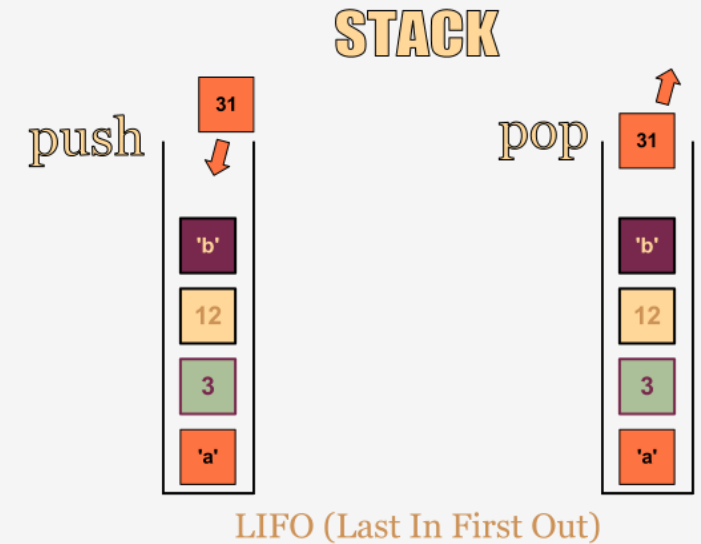 STACK
push
31
'b'
12
3
'a'
pop
31
'b'
12
3
'a'
LIFO (Last In First Out)